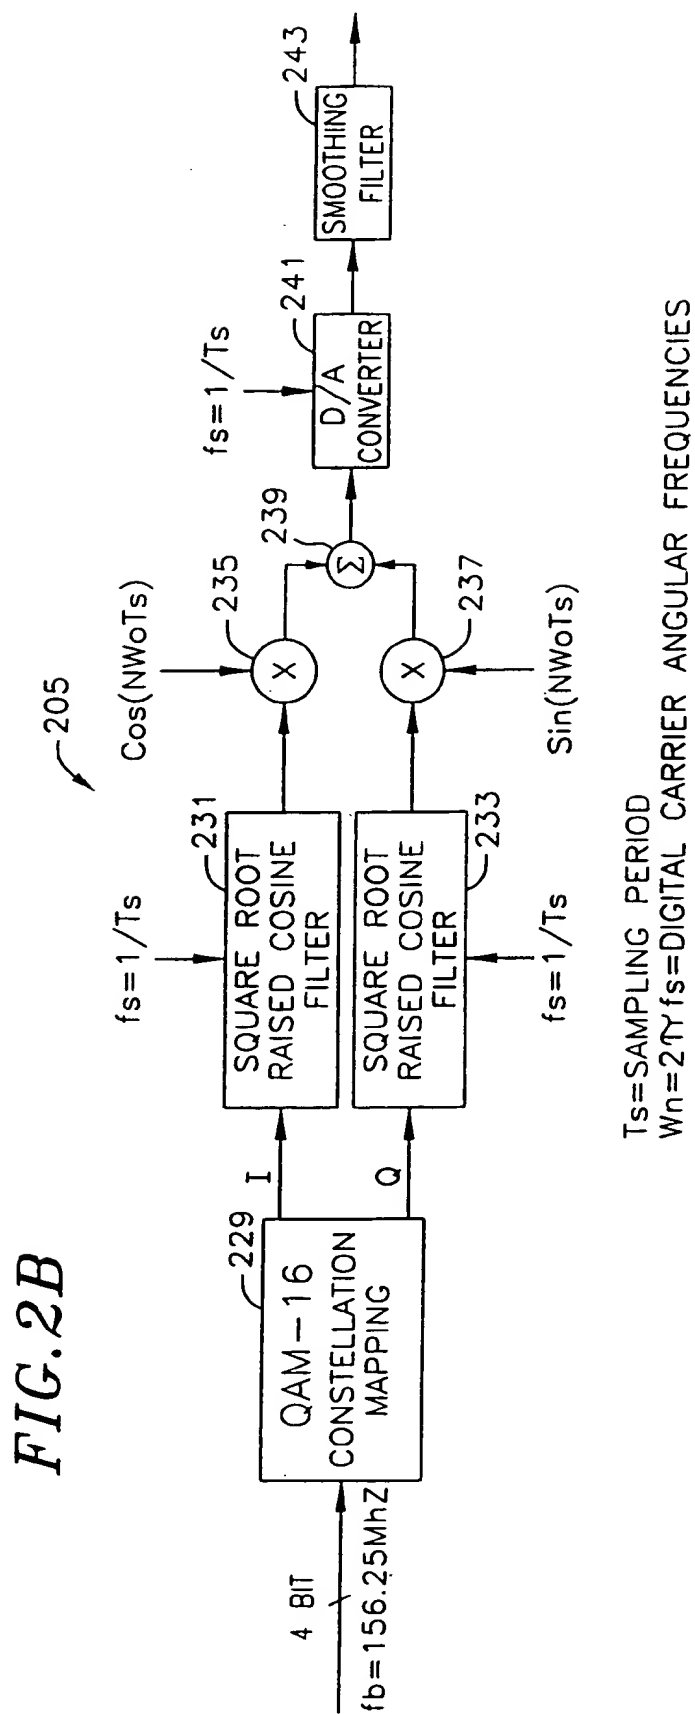 FIG.2B
205
4 BIT
fb=156.25MhZ
229
QAM-16
CONSTELLATION
MAPPING
I
Q
fs=1/Ts
231
SQUARE ROOT
RAISED COSINE
FILTER
SQUARE ROOT
RAISED COSINE
FILTER
233
fs=1/Ts
Cos(NWoTs)
235
X
X
237
Sin(NWoTs)
239
Σ
fs=1/Ts
241
D/A
CONVERTER
243
SMOOTHING
FILTER
Ts=SAMPLING PERIOD
Wn=2πfs=DIGITAL CARRIER ANGULAR FREQUENCIES